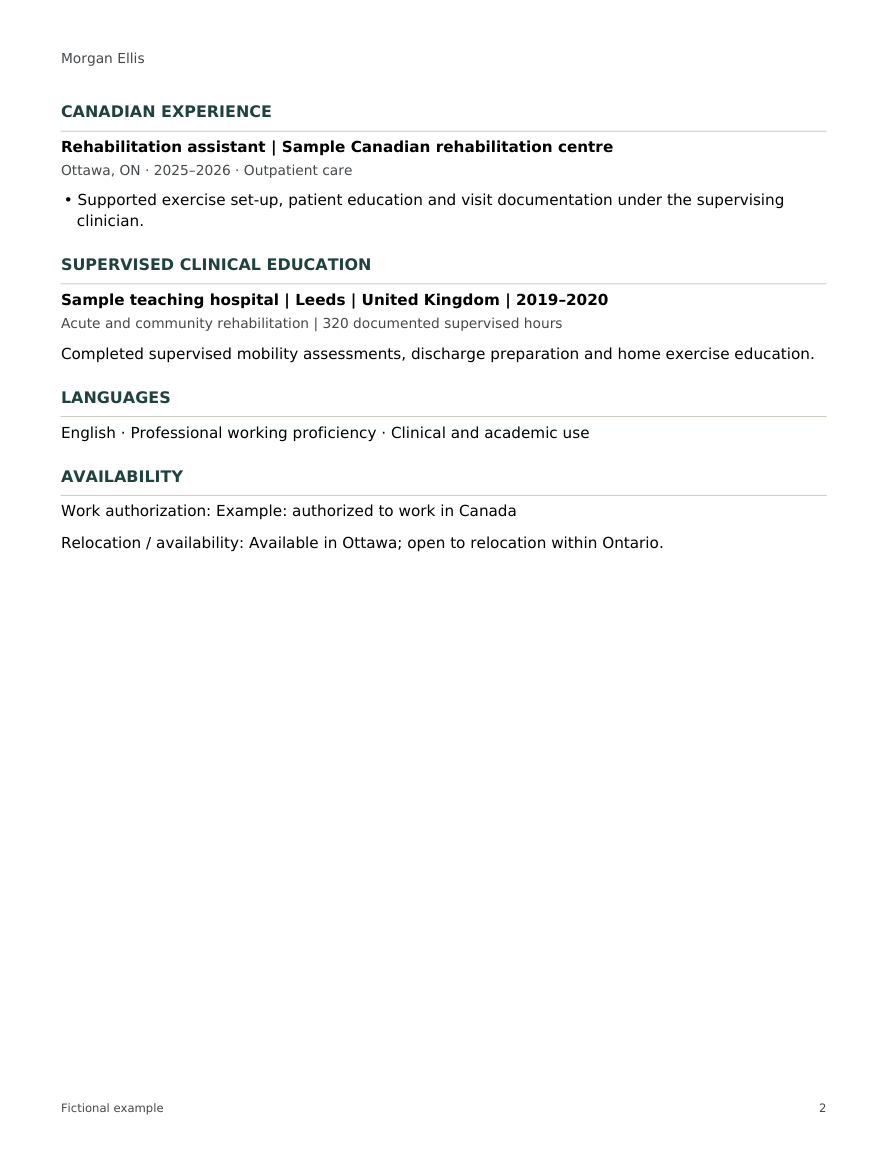 Morgan Ellis
CANADIAN EXPERIENCE
Rehabilitation assistant | Sample Canadian rehabilitation centre
Ottawa, ON · 2025–2026 · Outpatient care
• Supported exercise set-up, patient education and visit documentation under the supervising
clinician.
SUPERVISED CLINICAL EDUCATION
Sample teaching hospital | Leeds | United Kingdom | 2019–2020
Acute and community rehabilitation | 320 documented supervised hours
Completed supervised mobility assessments, discharge preparation and home exercise education.
LANGUAGES
English · Professional working proficiency · Clinical and academic use
AVAILABILITY
Work authorization: Example: authorized to work in Canada
Relocation / availability: Available in Ottawa; open to relocation within Ontario.
Fictional example
2